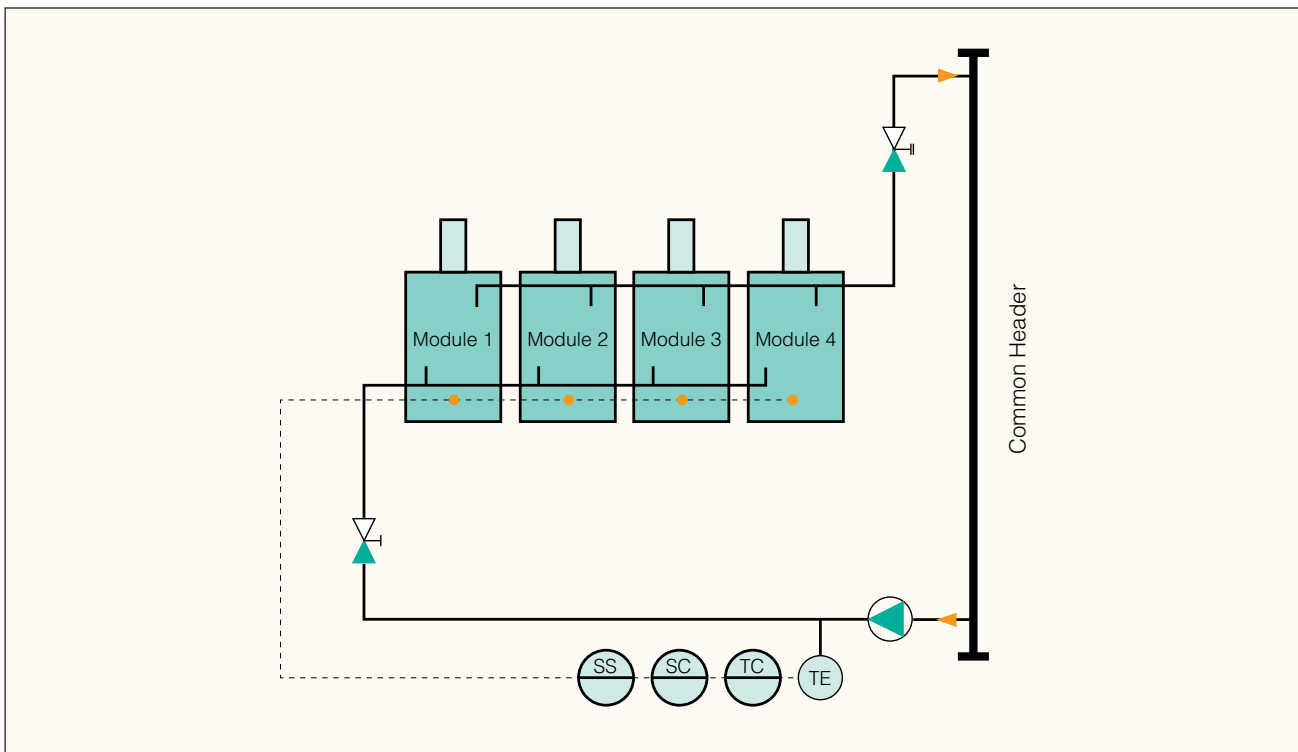 Module 1
Module 2
Module 3
Module 4
Common Header
SS
SC
TC
TE